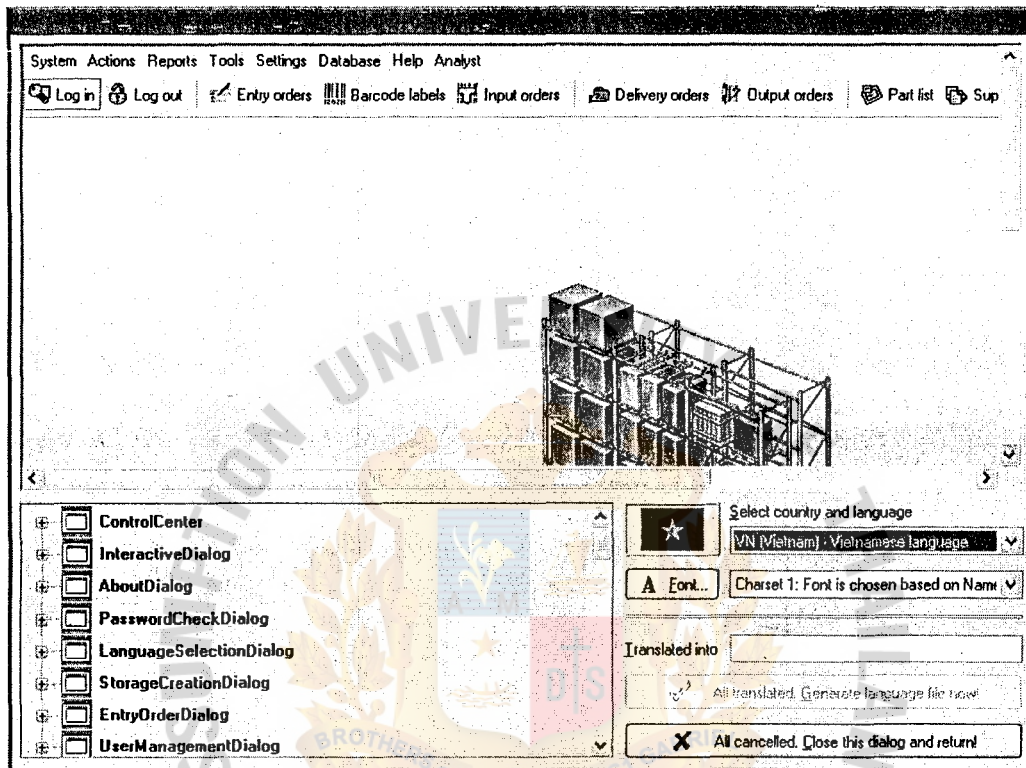 System Actions Reports Tools Settings Database Help Analyst
Log in Log out Entry orders Barcode labels Input orders Delivery orders Output orders Part list Sup
ControlCenter
InteractiveDialog
AboutDialog
PasswordCheckDialog
LanguageSelectionDialog
StorageCreationDialog
EntryOrderDialog
UserManagementDialog
Select country and language
VN (Vietnam) - Vietnamese language
A Font... Charset 1: Font is chosen based on Name
Translated into
All translated. Generate language file now!
X All cancelled. Close this dialog and return!